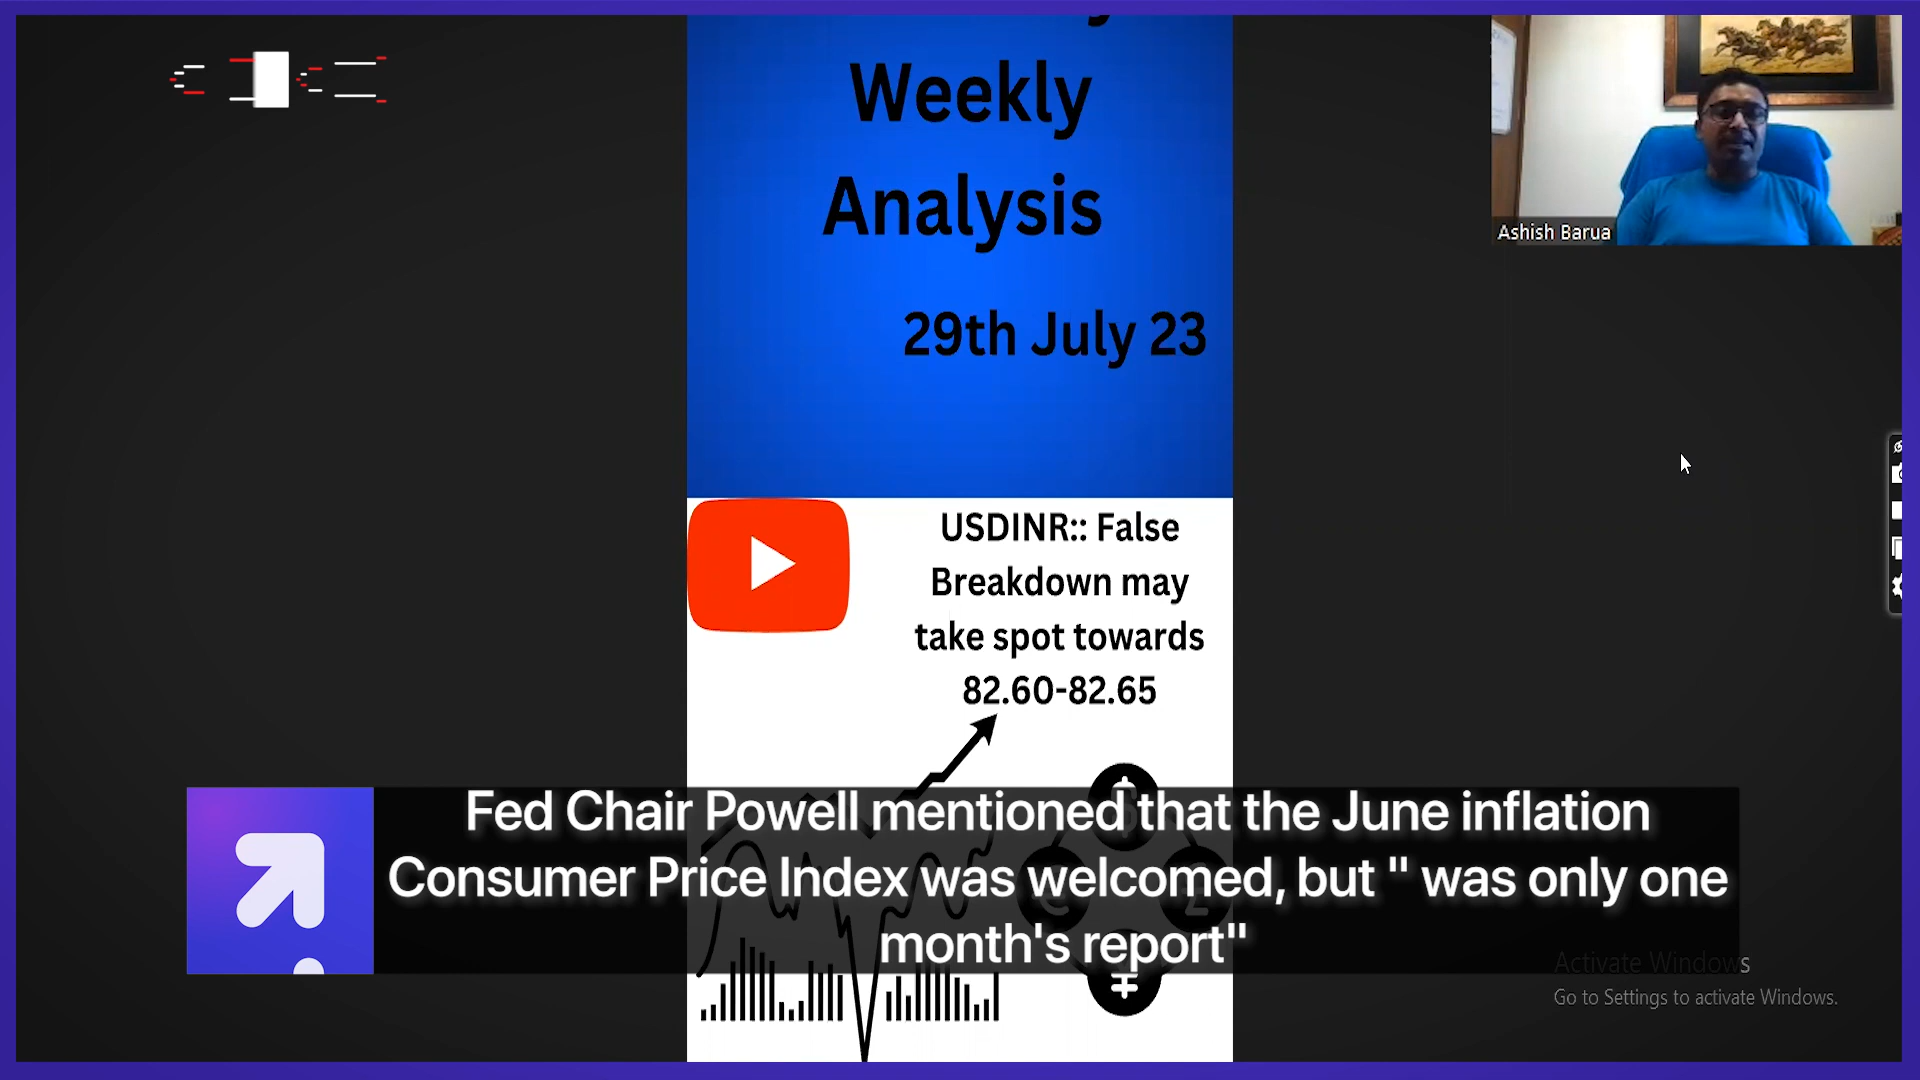 Weekly
Analysis
29th July 23
Ashish Barua
USDINR:: False
Breakdown may
take spot towards
82.60-82.65
Fed Chair Powell mentioned that the June inflation
Consumer Price Index was welcomed, but " was only one
month's report"
Activate Windows
Go to Settings to activate Windows.